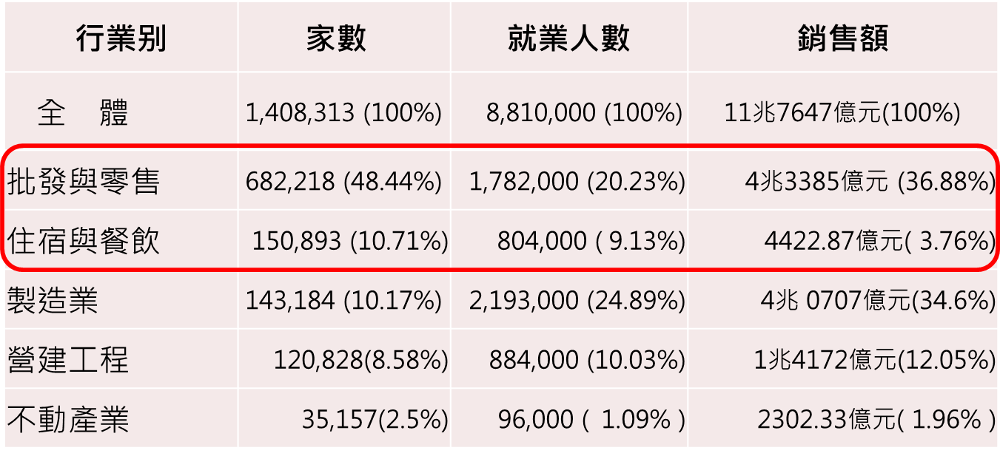 行業別 家數 就業人數 銷售額
全 體 1,408,313 (100%) 8,810,000 (100%) 11兆7647億元(100%)
批發與零售 682,218 (48.44%) 1,782,000 (20.23%) 4兆3385億元 (36.88%)
住宿與餐飲 150,893 (10.71%) 804,000 ( 9.13%) 4422.87億元( 3.76%)
製造業 143,184 (10.17%) 2,193,000 (24.89%) 4兆 0707億元(34.6%)
營建工程 120,828(8.58%) 884,000 (10.03%) 1兆4172億元(12.05%)
不動產業 35,157(2.5%) 96,000 ( 1.09% ) 2302.33億元( 1.96% )